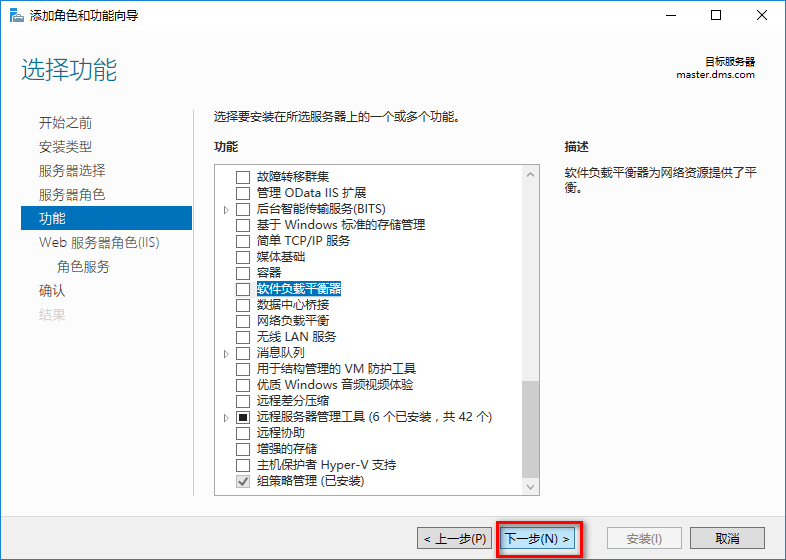 添加角色和功能向导
选择功能
目标服务器
master.dms.com
开始之前
安装类型
服务器选择
服务器角色
功能
Web 服务器角色(IIS)
角色服务
确认
结果
选择要安装在所选服务器上的一个或多个功能。
功能
故障转移群集
管理 OData IIS 扩展
后台智能传输服务(BITS)
基于 Windows 标准的存储管理
简单 TCP/IP 服务
媒体基础
容器
软件负载平衡器
数据中心桥接
网络负载平衡
无线 LAN 服务
消息队列
用于结构管理的 VM 防护工具
优质 Windows 音频视频体验
远程差分压缩
远程服务器管理工具 (6 个已安装，共 42 个)
远程协助
增强的存储
主机保护者 Hyper-V 支持
组策略管理 (已安装)
描述
软件负载平衡器为网络资源提供了平
衡。
< 上一步(P)
下一步(N) >
安装(I)
取消